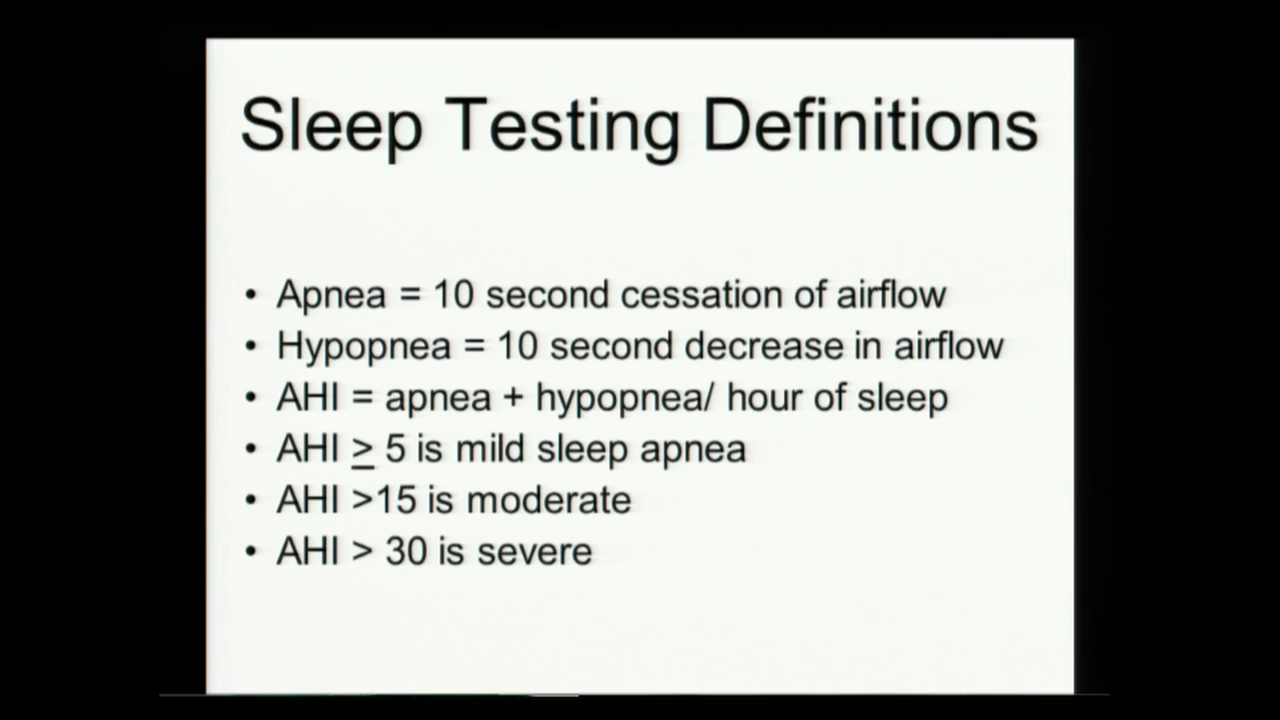 Sleep Testing Definitions
• Apnea = 10 second cessation of airflow
• Hypopnea = 10 second decrease in airflow
• AHI = apnea + hypopnea/ hour of sleep
• AHI ≥ 5 is mild sleep apnea
• AHI >15 is moderate
• AHI > 30 is severe